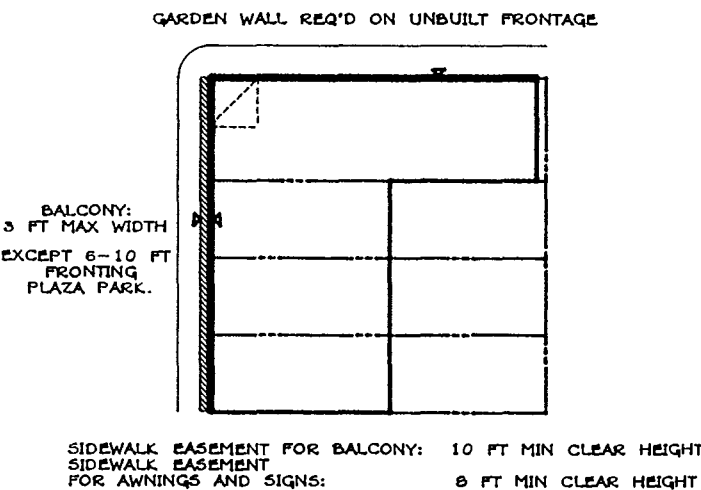 GARDEN WALL REQ'D ON UNBUILT FRONTAGE
BALCONY:
3 FT MAX WIDTH
EXCEPT 6-10 FT
FRONTING
PLAZA PARK.
SIDEWALK EASEMENT FOR BALCONY: 10 FT MIN CLEAR HEIGHT
SIDEWALK EASEMENT
FOR AWNINGS AND SIGNS: 8 FT MIN CLEAR HEIGHT